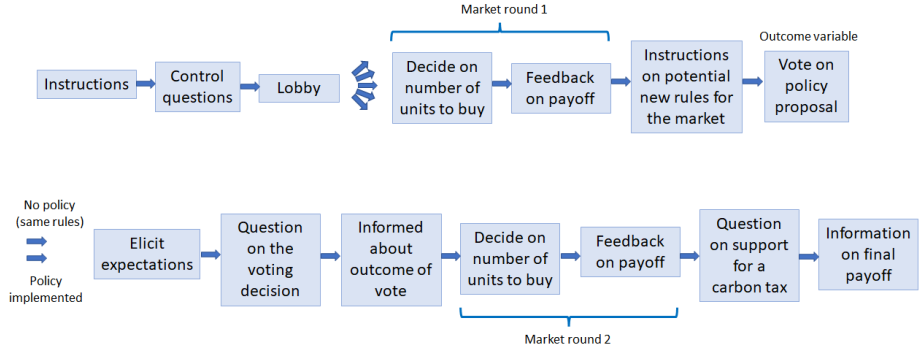 Market round 1
Outcome variable
Instructions
Control
questions
Lobby
Decide on
number of
units to buy
Feedback
on payoff
Instructions
on potential
new rules for
the market
Vote on
policy
proposal
No policy
(same rules)
Policy
implemented
Elicit
expectations
Question
on the
voting
decision
Informed
about
outcome of
vote
Decide on
number of
units to buy
Feedback
on payoff
Question
on support
for a
carbon tax
Information
on final
payoff
Market round 2